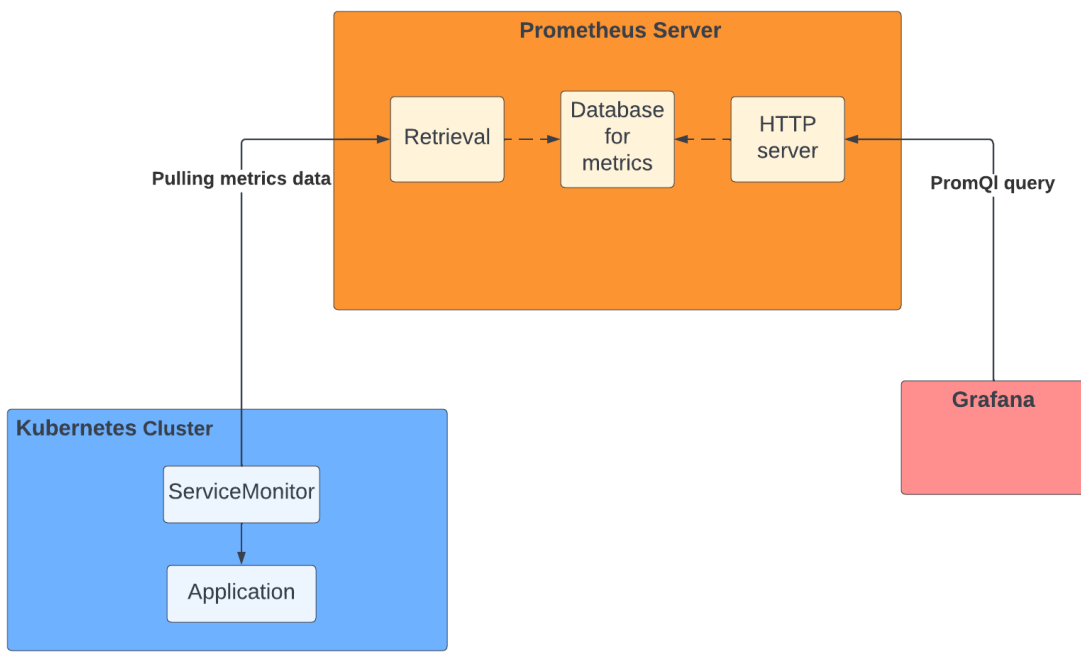 Prometheus Server
Retrieval
Database
for
metrics
HTTP
server
Pulling metrics data
PromQl query
Grafana
Kubernetes Cluster
ServiceMonitor
Application